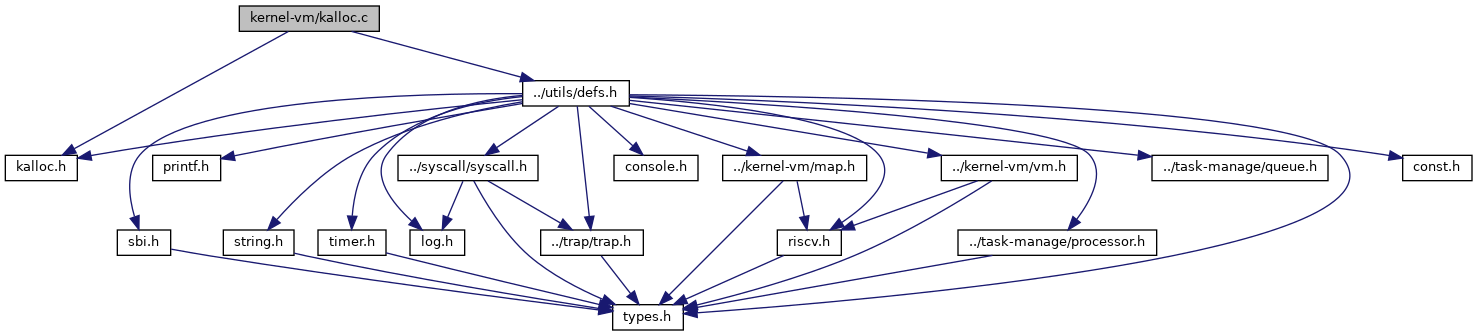 kernel-vm/kalloc.c
../utils/defs.h
kalloc.h
printf.h
../syscall/syscall.h
console.h
../kernel-vm/map.h
../kernel-vm/vm.h
../task-manage/queue.h
const.h
sbi.h
string.h
timer.h
log.h
../trap/trap.h
riscv.h
../task-manage/processor.h
types.h